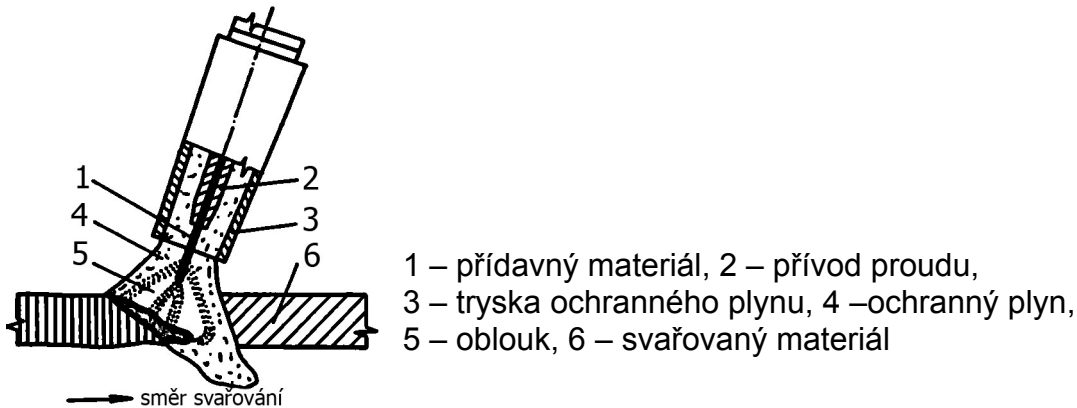 1
2
4
3
5
6
1 – přídavný materiál, 2 – přívod proudu,
3 – tryska ochranného plynu, 4 –ochranný plyn,
5 – oblouk, 6 – svařovaný materiál
směr svařování